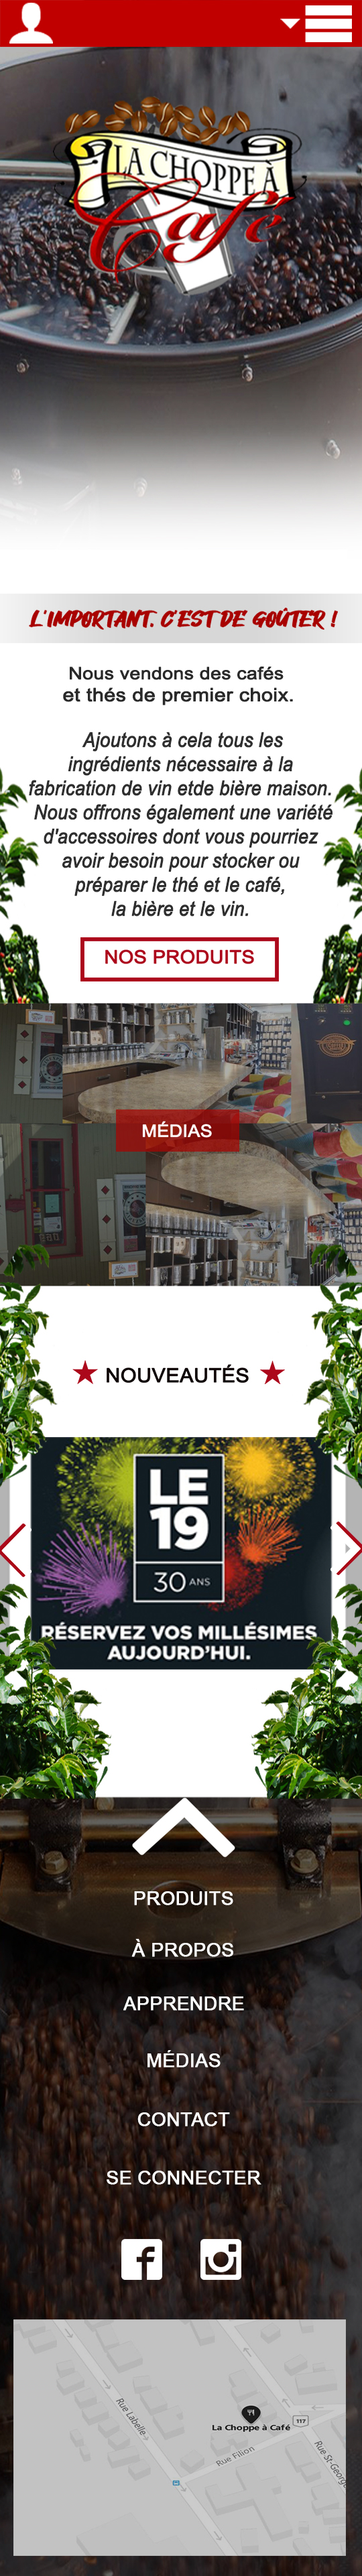 LA CHOPPE À
Café
L'IMPORTANT. C'EST DE GOÛTER !
Nous vendons des cafés
et thés de premier choix.
Ajoutons à cela tous les
ingrédients nécessaire à la
fabrication de vin etde bière maison.
Nous offrons également une variété
d'accessoires dont vous pourriez
avoir besoin pour stocker ou
préparer le thé et le café,
la bière et le vin.
NOS PRODUITS
MÉDIAS
★ NOUVEAUTÉS ★
LE
19
30 ANS
RÉSERVEZ VOS MILLÉSIMES
AUJOURD'HUI.
PRODUITS
À PROPOS
APPRENDRE
MÉDIAS
CONTACT
SE CONNECTER
Rue Labelle
La Choppe à Café
117
Rue Filion
Rue St-George